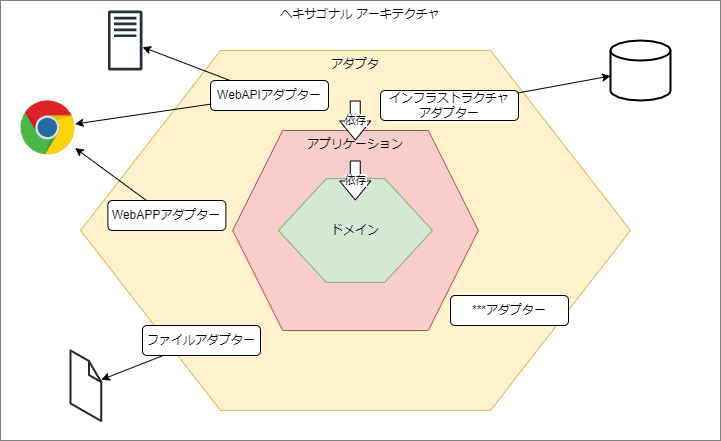 ヘキサゴナル アーキテクチャ
アダプタ
WebAPIアダプター
インフラストラクチャ
アダプター
依存
アプリケーション
依存
WebAPPアダプター
ドメイン
***アダプター
ファイルアダプター